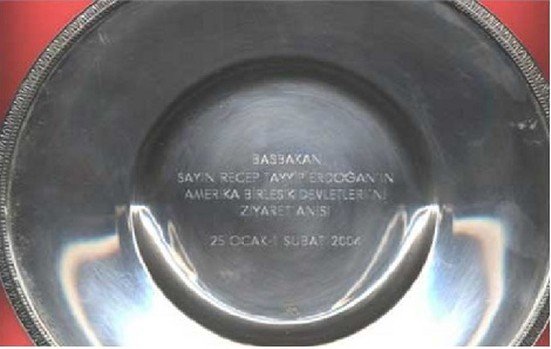 BAŞBAKAN
SAYIN RECEP TAYYİP ERDOĞAN'IN
AMERİKA BİRLEŞİK DEVLETLERİ'Nİ
ZİYARET ANISI
25 OCAK-1 ŞUBAT 2004